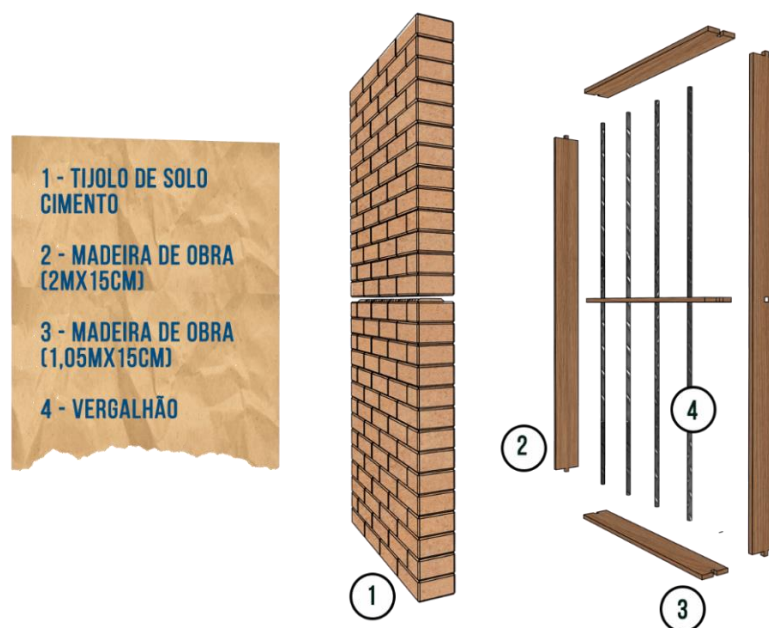 1 - TIJOLO DE SOLO
CIMENTO
2 - MADEIRA DE OBRA
(2MX15CM)
3 - MADEIRA DE OBRA
(1,05MX15CM)
4 - VERGALHÃO
1
2
4
3